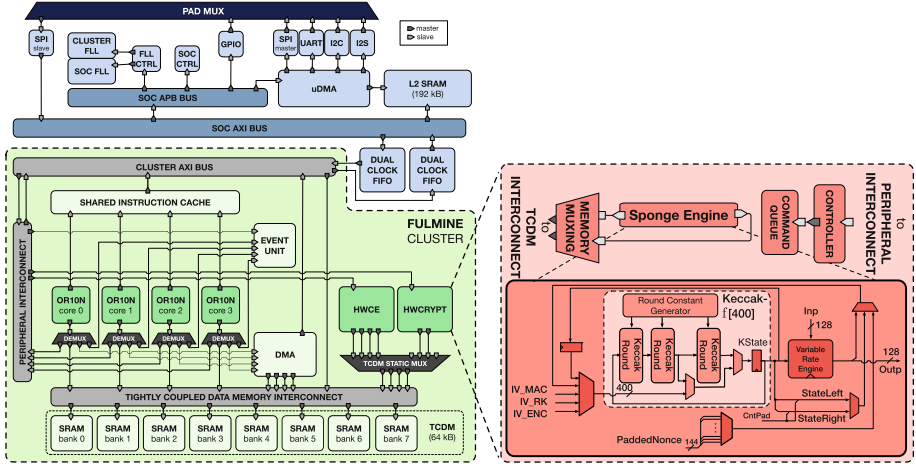 PAD MUX
SPI
slave
CLUSTER
FLL
SOC FLL
FLL
CTRL
SOC
CTRL
GPIO
SPI
master
UART
I2C
I2S
master
slave
SOC APB BUS
uDMA
L2 SRAM
(192 kB)
SOC AXI BUS
CLUSTER AXI BUS
DUAL
CLOCK
FIFO
DUAL
CLOCK
FIFO
SHARED INSTRUCTION CACHE
FULMINE
CLUSTER
EVENT
UNIT
PERIPHERAL INTERCONNECT
OR10N
core 0
OR10N
core 1
OR10N
core 2
OR10N
core 3
HWCE
HWCRYPT
DEMUX
DEMUX
DEMUX
DEMUX
DMA
TCDM STATIC MUX
TIGHTLY COUPLED DATA MEMORY INTERCONNECT
SRAM
bank 0
SRAM
bank 1
SRAM
bank 2
SRAM
bank 3
SRAM
bank 4
SRAM
bank 5
SRAM
bank 6
SRAM
bank 7
TCDM
(64 kB)
to
TCDM
INTERCONNECT
MEMORY
MUXING
Sponge Engine
COMMAND
QUEUE
CONTROLLER
to
PERIPHERAL
INTERCONNECT
Round Constant
Generator
Keccak-
f[400]
Keccak
Round
Keccak
Round
Keccak
Round
KState
Inp
128
Variable
Rate
Engine
128
Outp
400
IV_MAC
IV_RK
IV_ENC
StateLeft
StateRight
CntPad
PaddedNonce
144